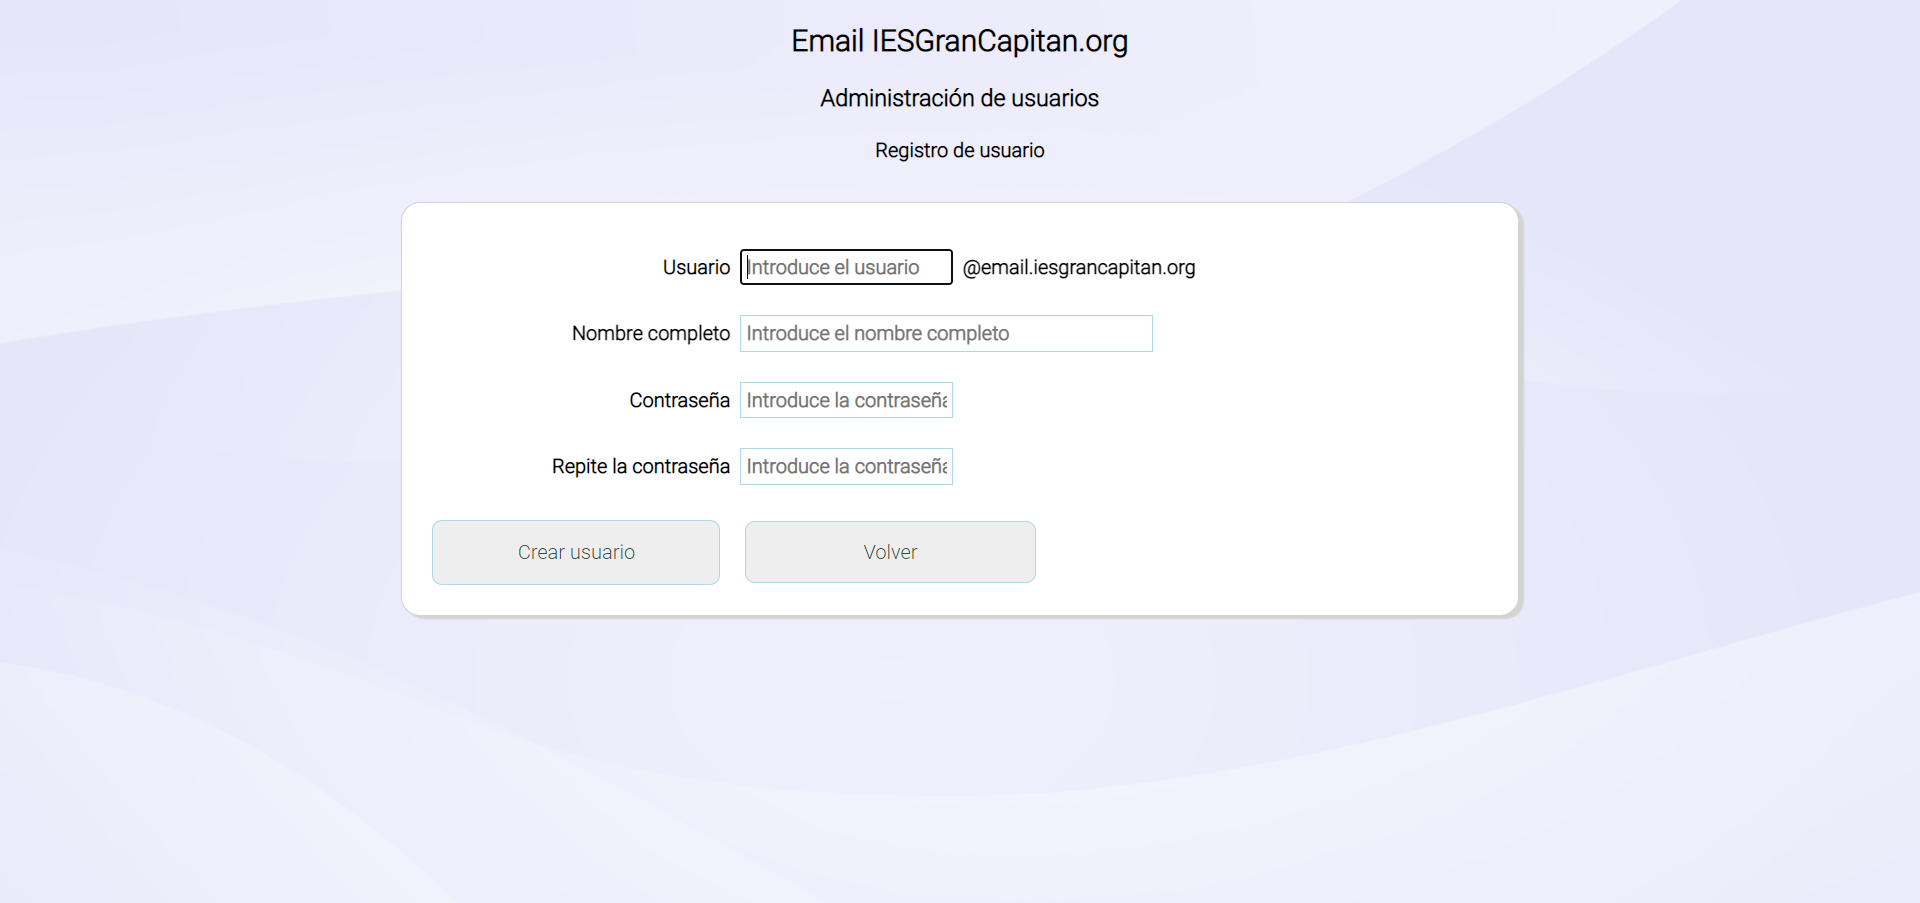 Email IESGranCapitan.org
Administración de usuarios
Registro de usuario
Usuario Introduce el usuario @email.iesgrancapitan.org
Nombre completo Introduce el nombre completo
Contraseña Introduce la contraseña
Repite la contraseña Introduce la contraseña
Crear usuario Volver